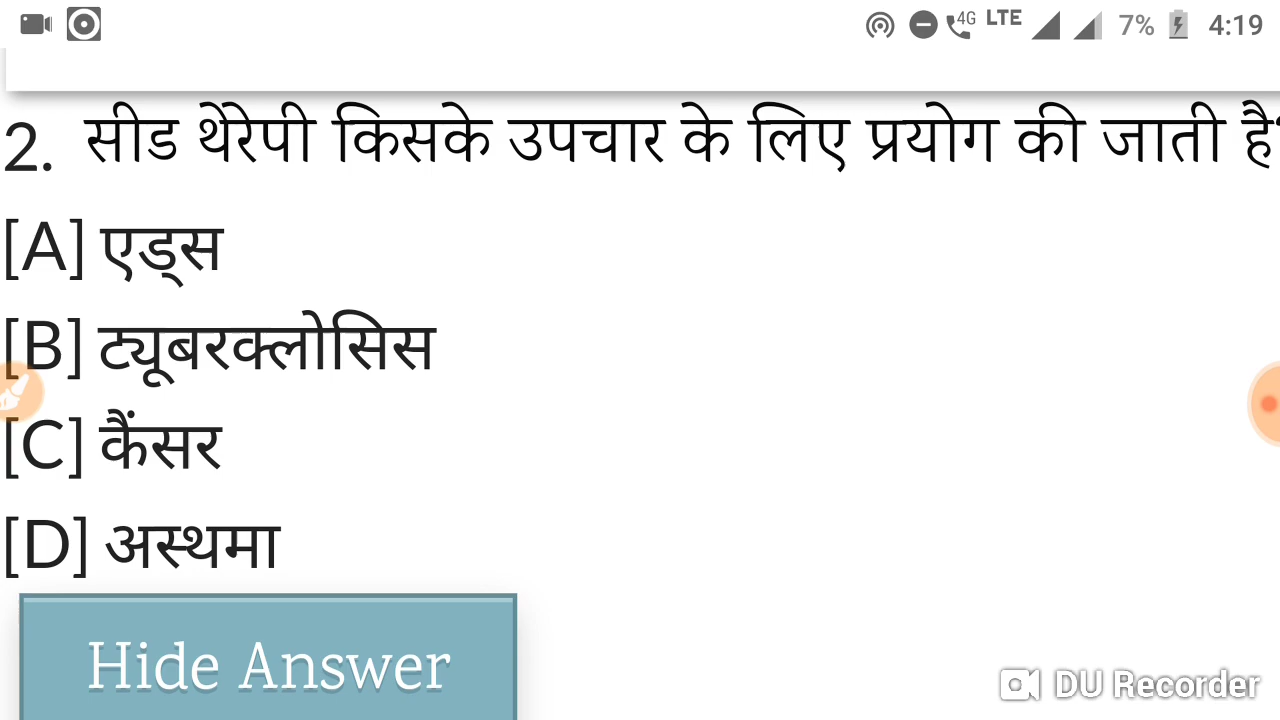 4G LTE 7% 4:19
2. सीड थेरेपी किसके उपचार के लिए प्रयोग की जाती है?
[A] एड्स
[B] ट्यूबरक्लोसिस
[C] कैंसर
[D] अस्थमा
Hide Answer
DU Recorder